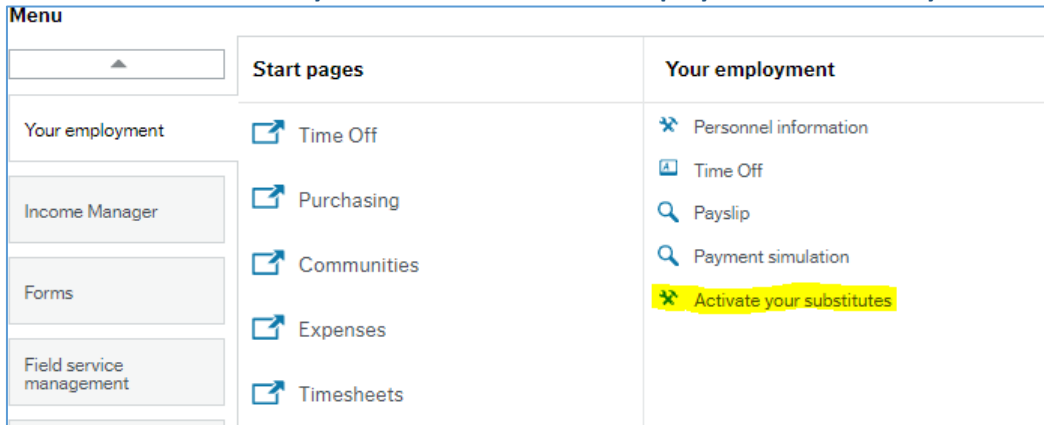 Menu
Start pages
Your employment
Your employment
Time Off
Personnel information
Time Off
Income Manager
Purchasing
Payslip
Communities
Payment simulation
Forms
Activate your substitutes
Expenses
Field service
management
Timesheets